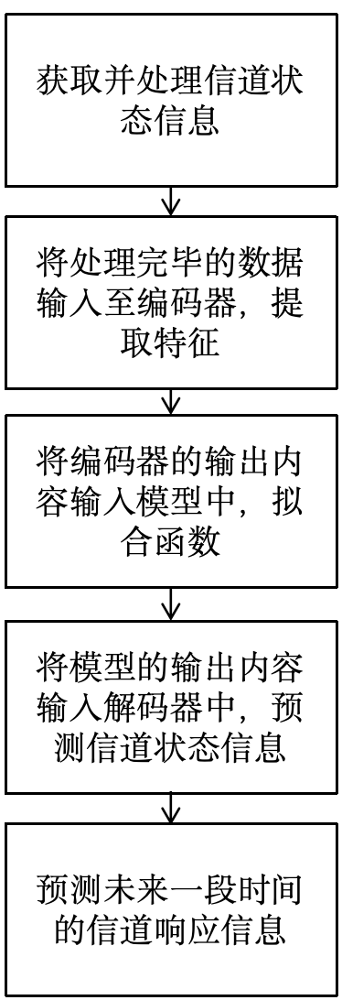 获取并处理信道状
态信息
将处理完毕的数据
输入至编码器，提
取特征
将编码器的输出内
容输入模型中，拟
合函数
将模型的输出内容
输入解码器中，预
测信道状态信息
预测未来一段时间
的信道响应信息